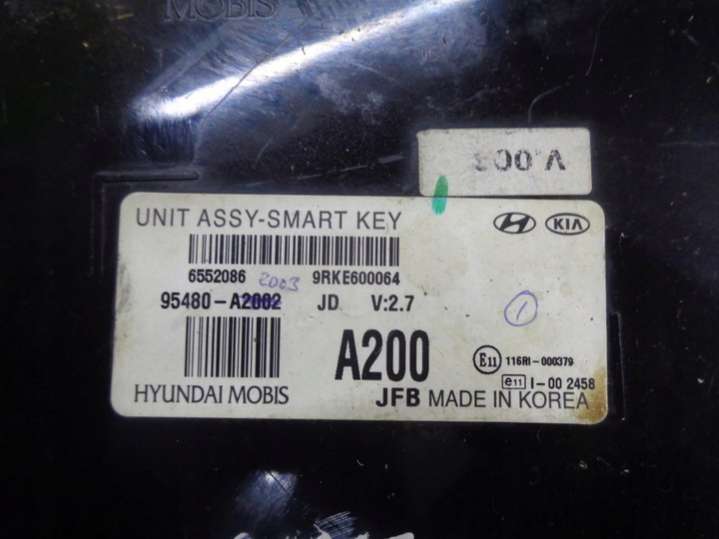 MOBIS
V.003
UNIT ASSY-SMART KEY
KIA
6552086 2003 9RKE600064
95480-A2002 JD V:2.7
1
A200
E11 116RI-000379
e11 I-00 2458
HYUNDAI MOBIS
JFB MADE IN KOREA